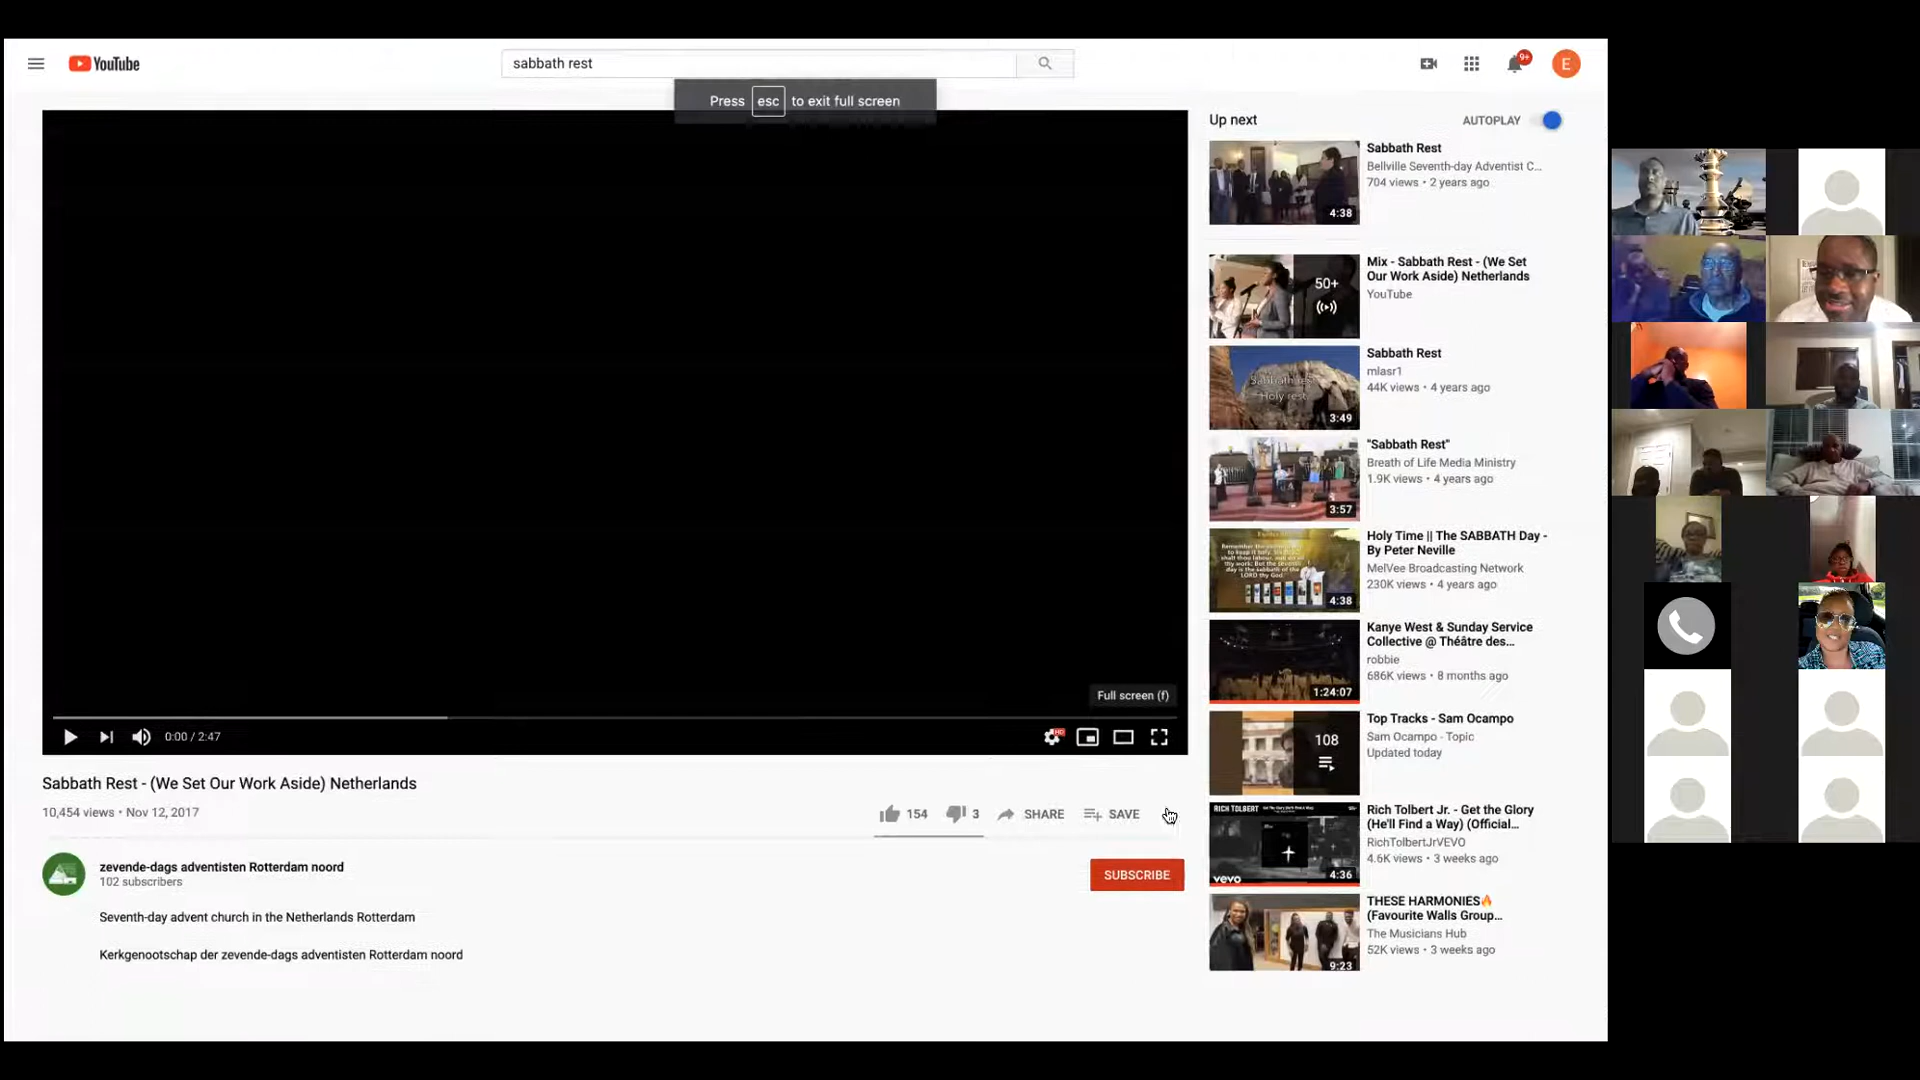 YouTube
sabbath rest
9+
E
Press esc to exit full screen
Up next
AUTOPLAY
Sabbath Rest
Bellville Seventh-day Adventist C...
704 views • 2 years ago
4:38
Mix - Sabbath Rest - (We Set
Our Work Aside) Netherlands
YouTube
50+
Sabbath Rest
mlasr1
44K views • 4 years ago
Sabbath rest
Holy rest
3:49
"Sabbath Rest"
Breath of Life Media Ministry
1.9K views • 4 years ago
3:57
Holy Time || The SABBATH Day -
By Peter Neville
MelVee Broadcasting Network
230K views • 4 years ago
4:38
Kanye West & Sunday Service
Collective @ Théâtre des...
robbie
686K views • 8 months ago
1:24:07
Top Tracks - Sam Ocampo
Sam Ocampo - Topic
Updated today
108
Rich Tolbert Jr. - Get the Glory
(He'll Find a Way) (Official...
RichTolbertJrVEVO
4.6K views • 3 weeks ago
RICH TOLBERT
vevo
4:36
THESE HARMONIES🔥
(Favourite Walls Group...
The Musicians Hub
52K views • 3 weeks ago
9:23
Full screen (f)
0:00 / 2:47
HD
Sabbath Rest - (We Set Our Work Aside) Netherlands
10,454 views • Nov 12, 2017
154
3
SHARE
SAVE
zevende-dags adventisten Rotterdam noord
102 subscribers
SUBSCRIBE
Seventh-day advent church in the Netherlands Rotterdam
Kerkgenootschap der zevende-dags adventisten Rotterdam noord